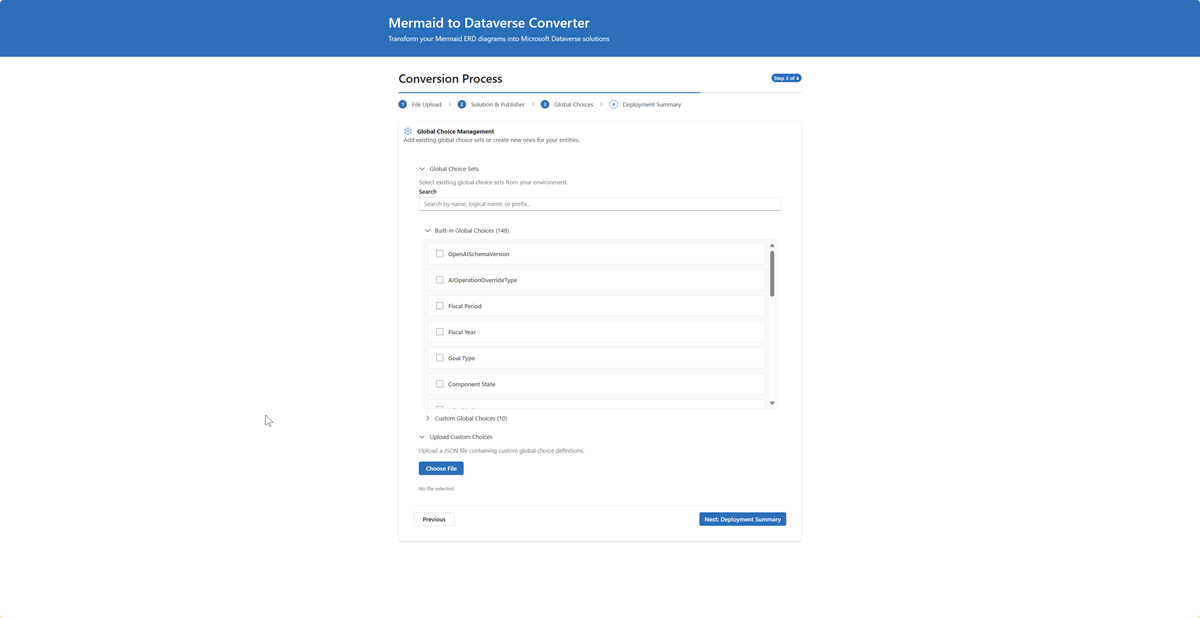 Mermaid to Dataverse Converter
Transform your Mermaid ERD diagrams into Microsoft Dataverse solutions
Conversion Process
Step 3 of 4
1 File Upload > 2 Solution & Publisher > 3 Global Choices > 4 Deployment Summary
Global Choice Management
Add existing global choice sets or create new ones for your entities.
Global Choice Sets
Select existing global choice sets from your environment.
Search
Search by name, logical name, or prefix...
Built-in Global Choices (148)
OpenAISchemaVersion
AIOperationOverrideType
Fiscal Period
Fiscal Year
Goal Type
Component State
Custom Global Choices (10)
Upload Custom Choices
Upload a JSON file containing custom global choice definitions.
Choose File
No file selected
Previous
Next: Deployment Summary